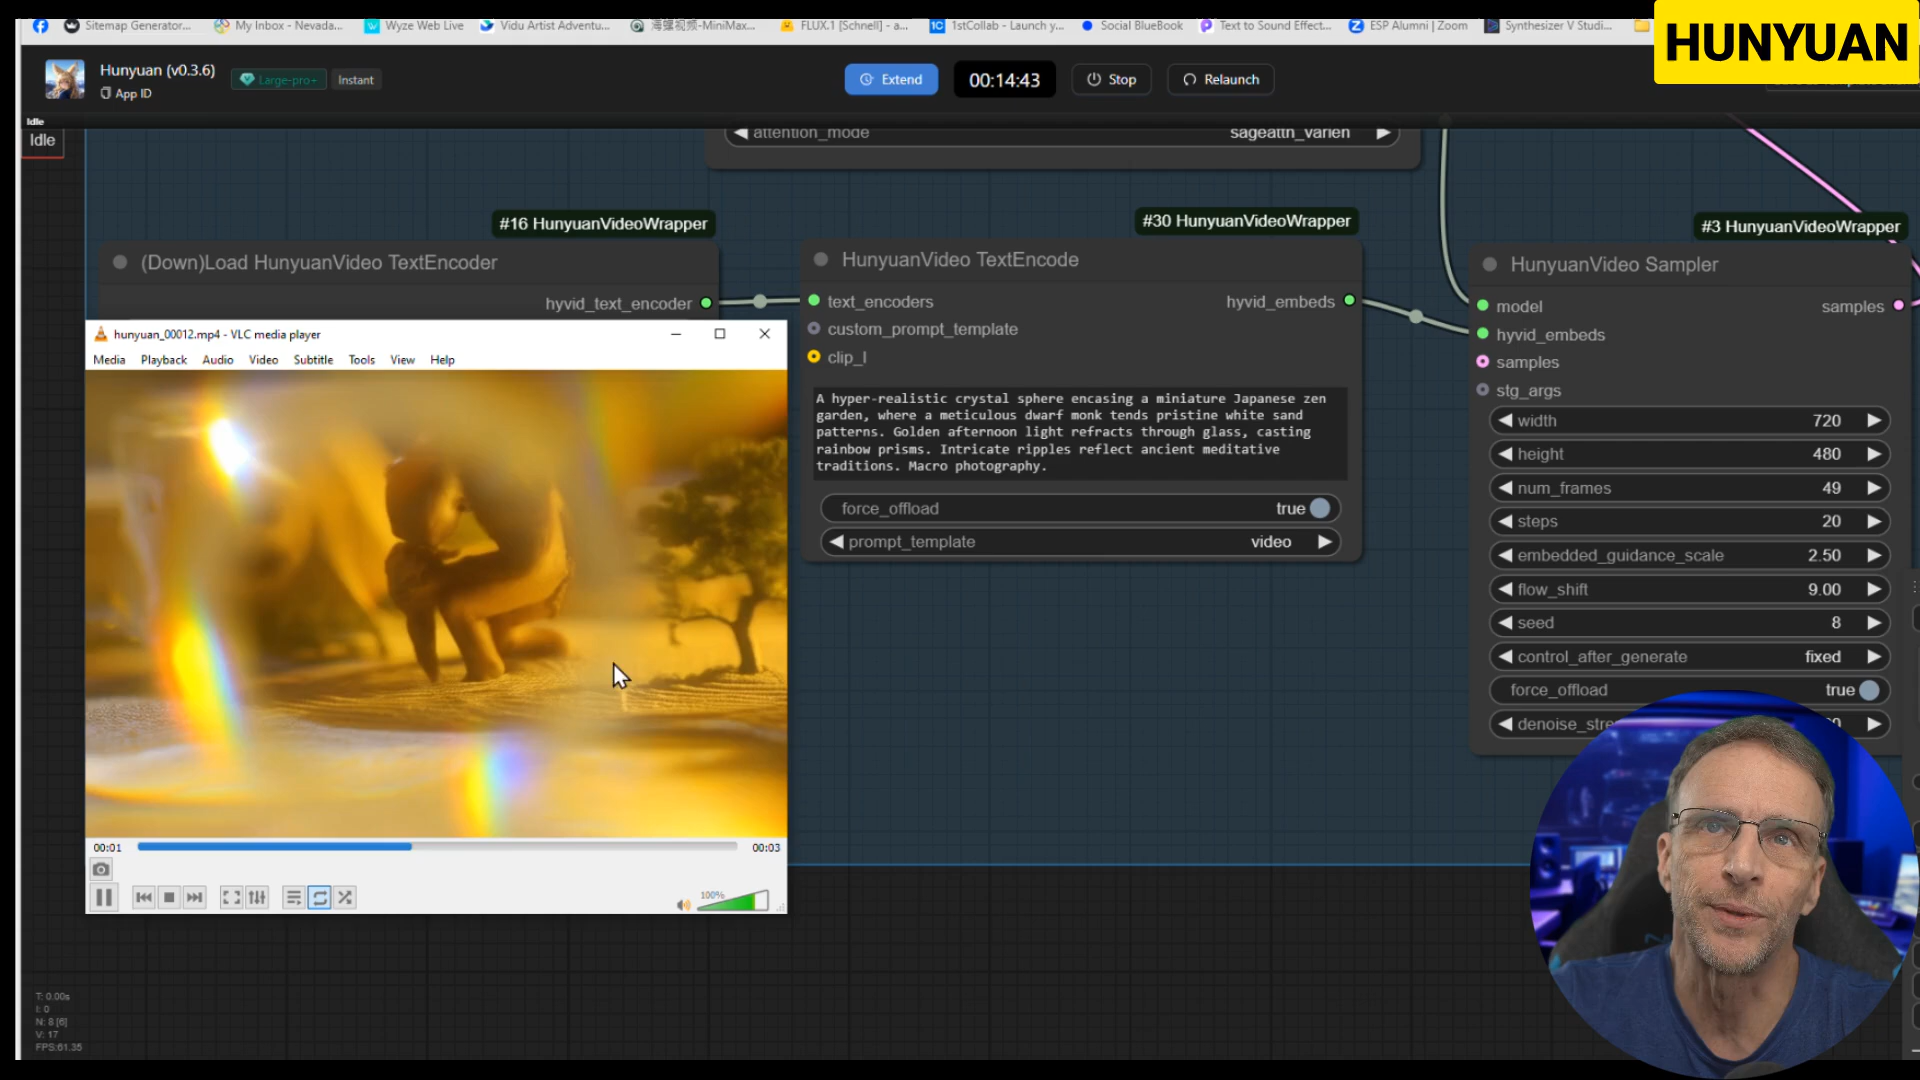 Sitemap Generator...
My Inbox - Nevada...
Wyze Web Live
Vidu Artist Adventu...
海螺视频-MiniMax...
FLUX.1 [Schnell] - a...
1stCollab - Launch y...
Social BlueBook
Text to Sound Effect...
ESP Alumni | Zoom
Synthesizer V Studi...
HUNYUAN
Hunyuan (v0.3.6)
Large-pro+
Instant
App ID
Extend
00:14:43
Stop
Relaunch
Idle
Idle
attention_mode
sageattn_varlen
#16 HunyuanVideoWrapper
#30 HunyuanVideoWrapper
#3 HunyuanVideoWrapper
(Down)Load HunyuanVideo TextEncoder
hyvid_text_encoder
HunyuanVideo TextEncode
text_encoders
hyvid_embeds
custom_prompt_template
clip_l
A hyper-realistic crystal sphere encasing a miniature Japanese zen
garden, where a meticulous dwarf monk tends pristine white sand
patterns. Golden afternoon light refracts through glass, casting
rainbow prisms. Intricate ripples reflect ancient meditative
traditions. Macro photography.
force_offload true
prompt_template video
HunyuanVideo Sampler
model
samples
hyvid_embeds
samples
stg_args
width 720
height 480
num_frames 49
steps 20
embedded_guidance_scale 2.50
flow_shift 9.00
seed 8
control_after_generate fixed
force_offload true
denoise_stre
hunyuan_00012.mp4 - VLC media player
Media Playback Audio Video Subtitle Tools View Help
00:01
00:03
100%
T: 0.00s
I: 0
N: 8 [6]
V: 17
FPS:61.35